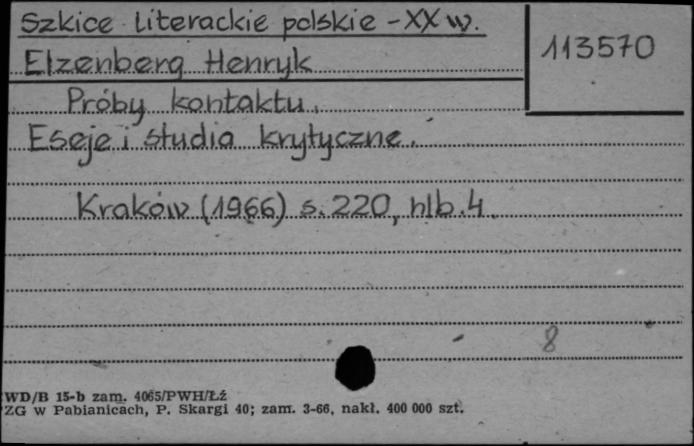 Szkice literackie polskie - XX w.
113570
Elzenberg Henryk
Próby kontaktu.
Eseje i studia krytyczne.
Kraków (1966) s. 220, nlb. 4.
8
WD/B 15-b zam. 4065/PWH/Łź
ZG w Pabianicach, P. Skargi 40; zam. 3-66, nakł. 400 000 szt.